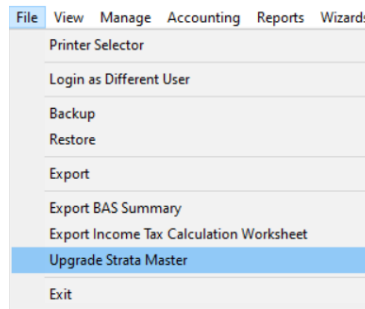 File View Manage Accounting Reports Wizards
Printer Selector
Login as Different User
Backup
Restore
Export
Export BAS Summary
Export Income Tax Calculation Worksheet
Upgrade Strata Master
Exit